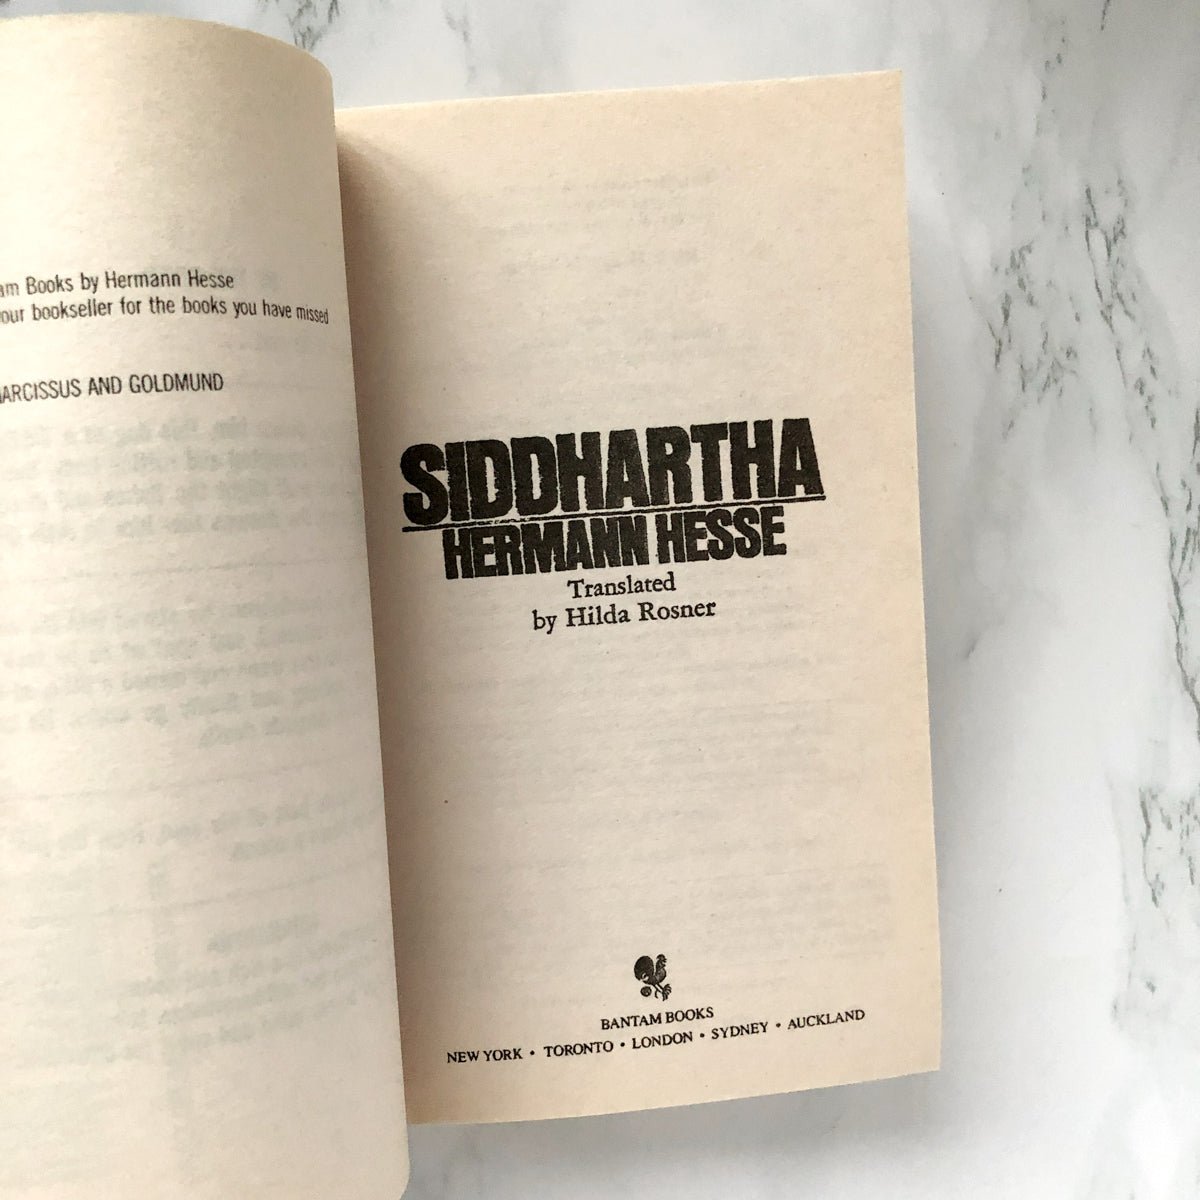 am Books by Hermann Hesse
our bookseller for the books you have missed
ARCISSUS AND GOLDMUND
SIDDHARTHA
HERMANN HESSE
Translated
by Hilda Rosner
BANTAM BOOKS
NEW YORK • TORONTO • LONDON • SYDNEY • AUCKLAND